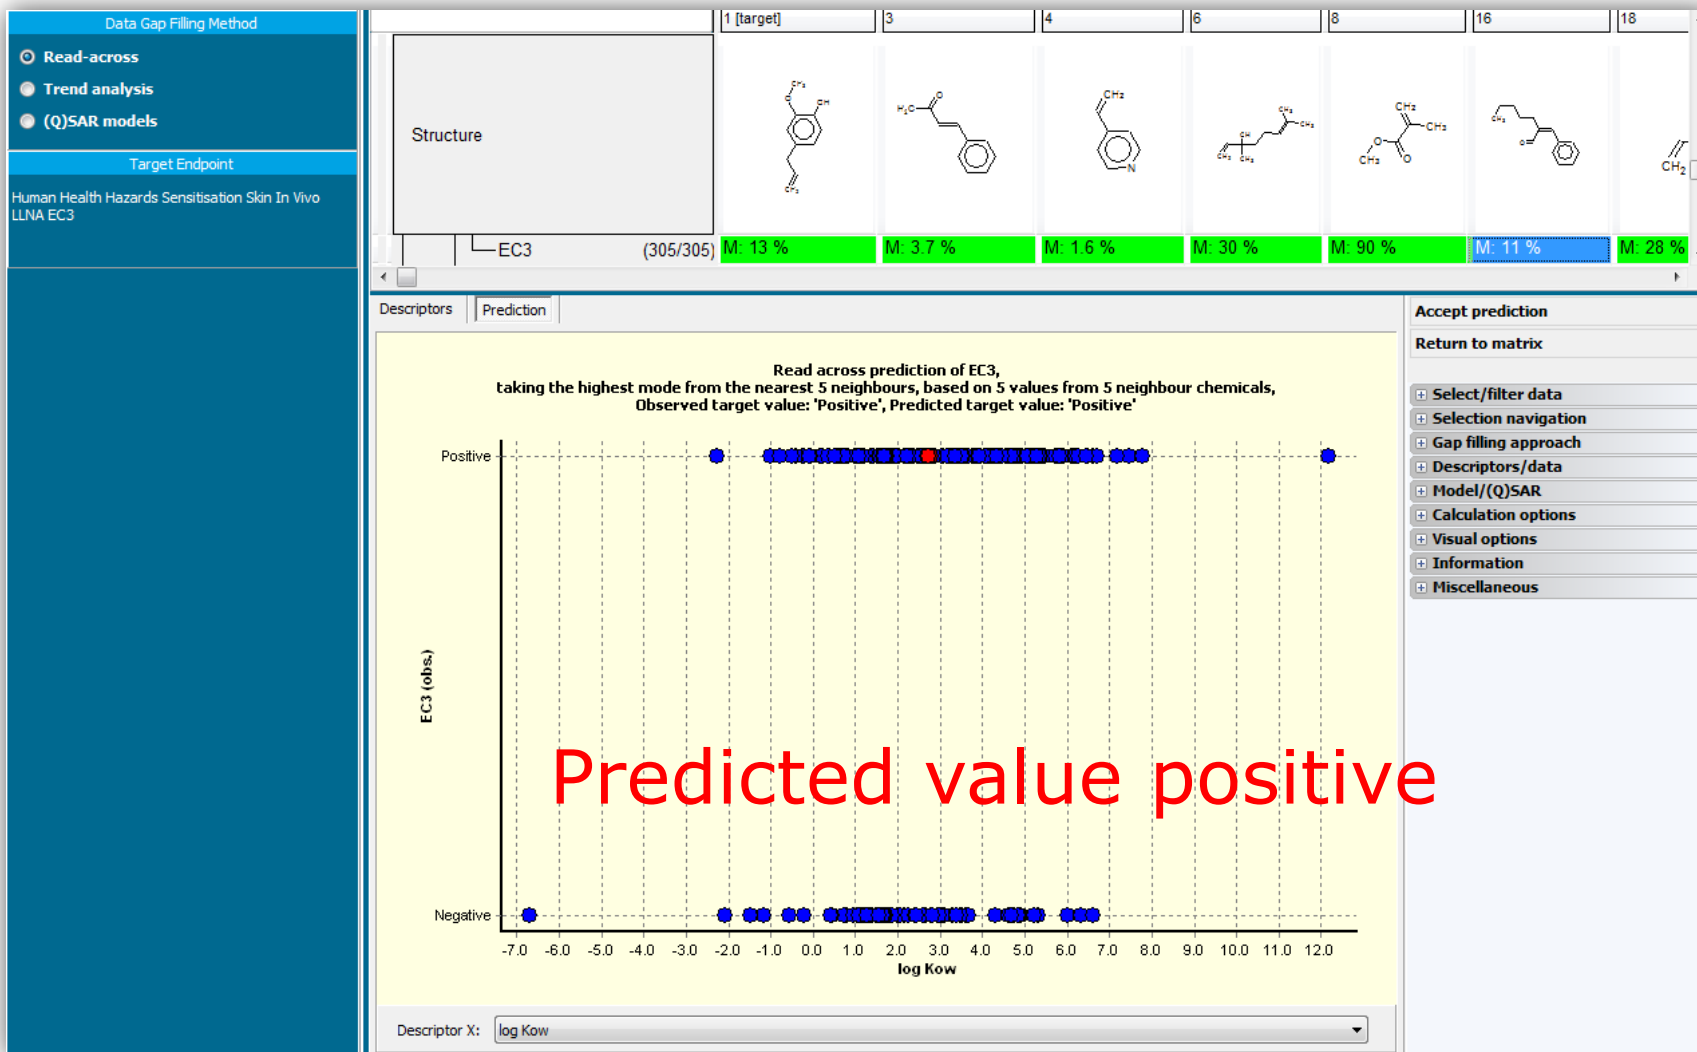 Data Gap Filling Method
Read-across
Trend analysis
(Q)SAR models
Target Endpoint
Human Health Hazards Sensitisation Skin In Vivo
LLNA EC3
1 [target]
3
4
6
8
16
18
Structure
EC3 (305/305)
M: 13 %
M: 3.7 %
M: 1.6 %
M: 30 %
M: 90 %
M: 11 %
M: 28 %
Descriptors
Prediction
Read across prediction of EC3,
taking the highest mode from the nearest 5 neighbours, based on 5 values from 5 neighbour chemicals,
Observed target value: 'Positive', Predicted target value: 'Positive'
Positive
EC3 (obs.)
Predicted value positive
Negative
-7.0 -6.0 -5.0 -4.0 -3.0 -2.0 -1.0 0.0 1.0 2.0 3.0 4.0 5.0 6.0 7.0 8.0 9.0 10.0 11.0 12.0
log Kow
Descriptor X: log Kow
Accept prediction
Return to matrix
Select/filter data
Selection navigation
Gap filling approach
Descriptors/data
Model/(Q)SAR
Calculation options
Visual options
Information
Miscellaneous